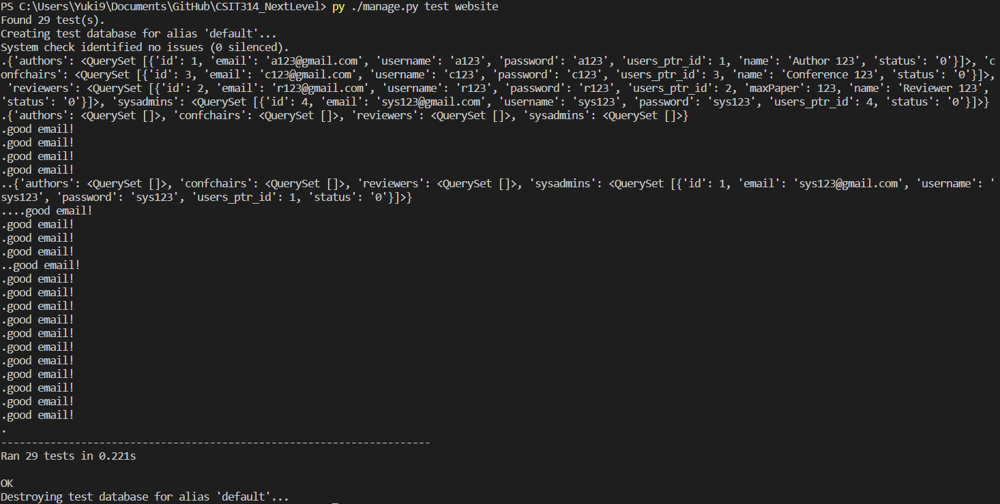 PS C:\Users\Yuki9\Documents\GitHub\CSIT314_NextLevel> py ./manage.py test website
Found 29 test(s).
Creating test database for alias 'default'...
System check identified no issues (0 silenced).
.{'authors': <QuerySet [{'id': 1, 'email': 'a123@gmail.com', 'username': 'a123', 'password': 'a123', 'users_ptr_id': 1, 'name': 'Author 123', 'status': '0'}]>, 'c
onfchairs': <QuerySet [{'id': 3, 'email': 'c123@gmail.com', 'username': 'c123', 'password': 'c123', 'users_ptr_id': 3, 'name': 'Conference 123', 'status': '0'}]>,
 'reviewers': <QuerySet [{'id': 2, 'email': 'r123@gmail.com', 'username': 'r123', 'password': 'r123', 'users_ptr_id': 2, 'maxPaper': 123, 'name': 'Reviewer 123', 
'status': '0'}]>, 'sysadmins': <QuerySet [{'id': 4, 'email': 'sys123@gmail.com', 'username': 'sys123', 'password': 'sys123', 'users_ptr_id': 4, 'status': '0'}]>}
.{'authors': <QuerySet []>, 'confchairs': <QuerySet []>, 'reviewers': <QuerySet []>, 'sysadmins': <QuerySet []>}
.good email!
.good email!
.good email!
.good email!
..{'authors': <QuerySet []>, 'confchairs': <QuerySet []>, 'reviewers': <QuerySet []>, 'sysadmins': <QuerySet [{'id': 1, 'email': 'sys123@gmail.com', 'username': '
sys123', 'password': 'sys123', 'users_ptr_id': 1, 'status': '0'}]>}
....good email!
.good email!
.good email!
.good email!
..good email!
.good email!
.good email!
.good email!
.good email!
.good email!
.good email!
.good email!
.good email!
.good email!
.good email!
.good email!
.
----------------------------------------------------------------------
Ran 29 tests in 0.221s

OK
Destroying test database for alias 'default'...